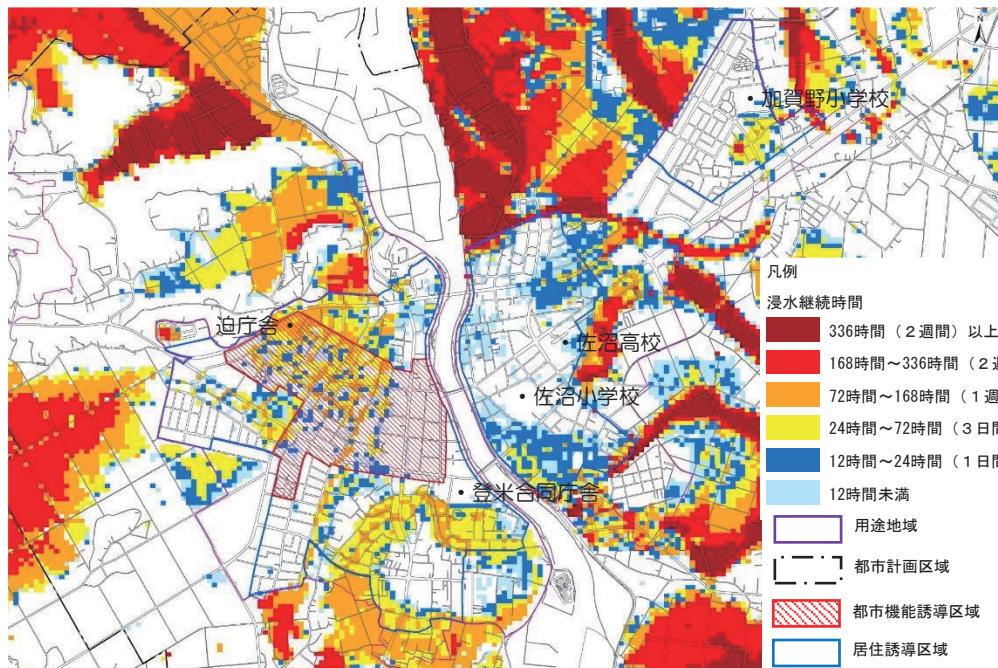 N
・加賀野小学校
迫庁舎・
・佐沼高校
・佐沼小学校
・登米合同庁舎
凡例
浸水継続時間
336時間（２週間）以上
168時間～336時間（２週
72時間～168時間（１週
24時間～72時間（３日間
12時間～24時間（１日間
12時間未満
用途地域
都市計画区域
都市機能誘導区域
居住誘導区域